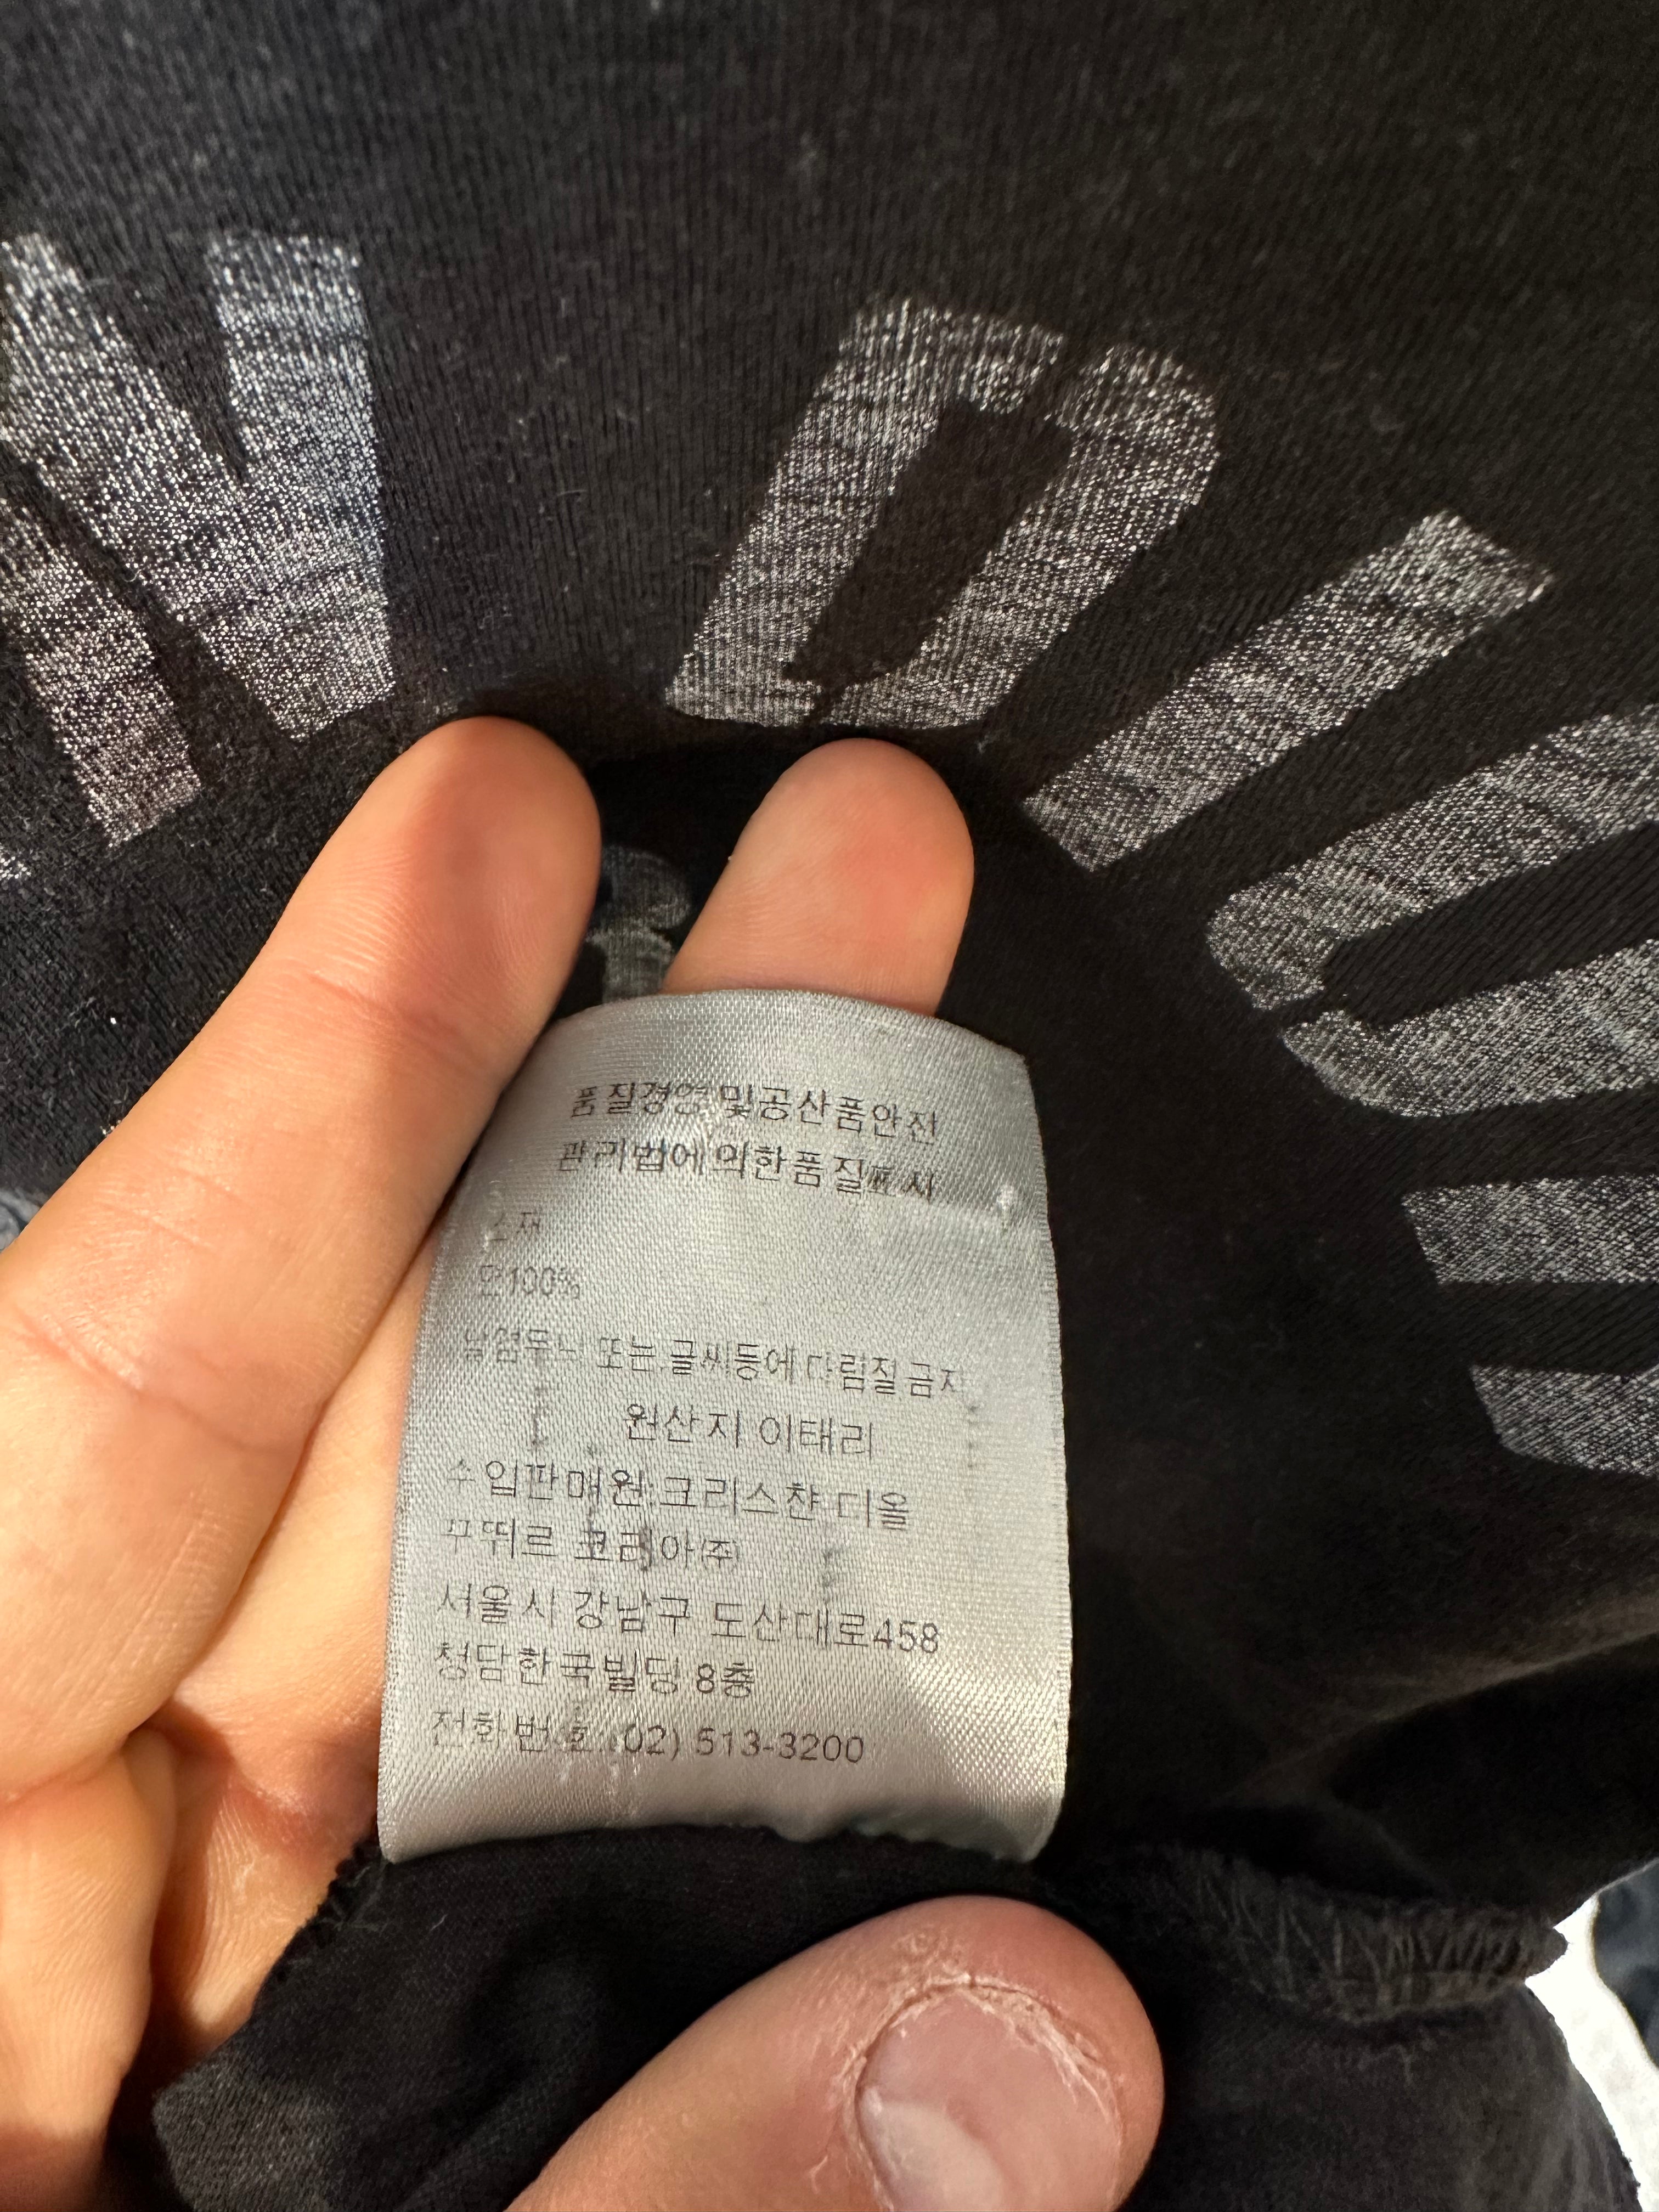 품질경영 및 공산품안전
관리법에 의한 품질표시
소재
면100%
날염무늬 또는 글씨등에 다림질 금지
원산지 이태리
수입판매원:크리스챤 디올
꾸뛰르 코리아(주)
서울시 강남구 도산대로458
청담한국빌딩 8층
전화번호:02) 513-3200